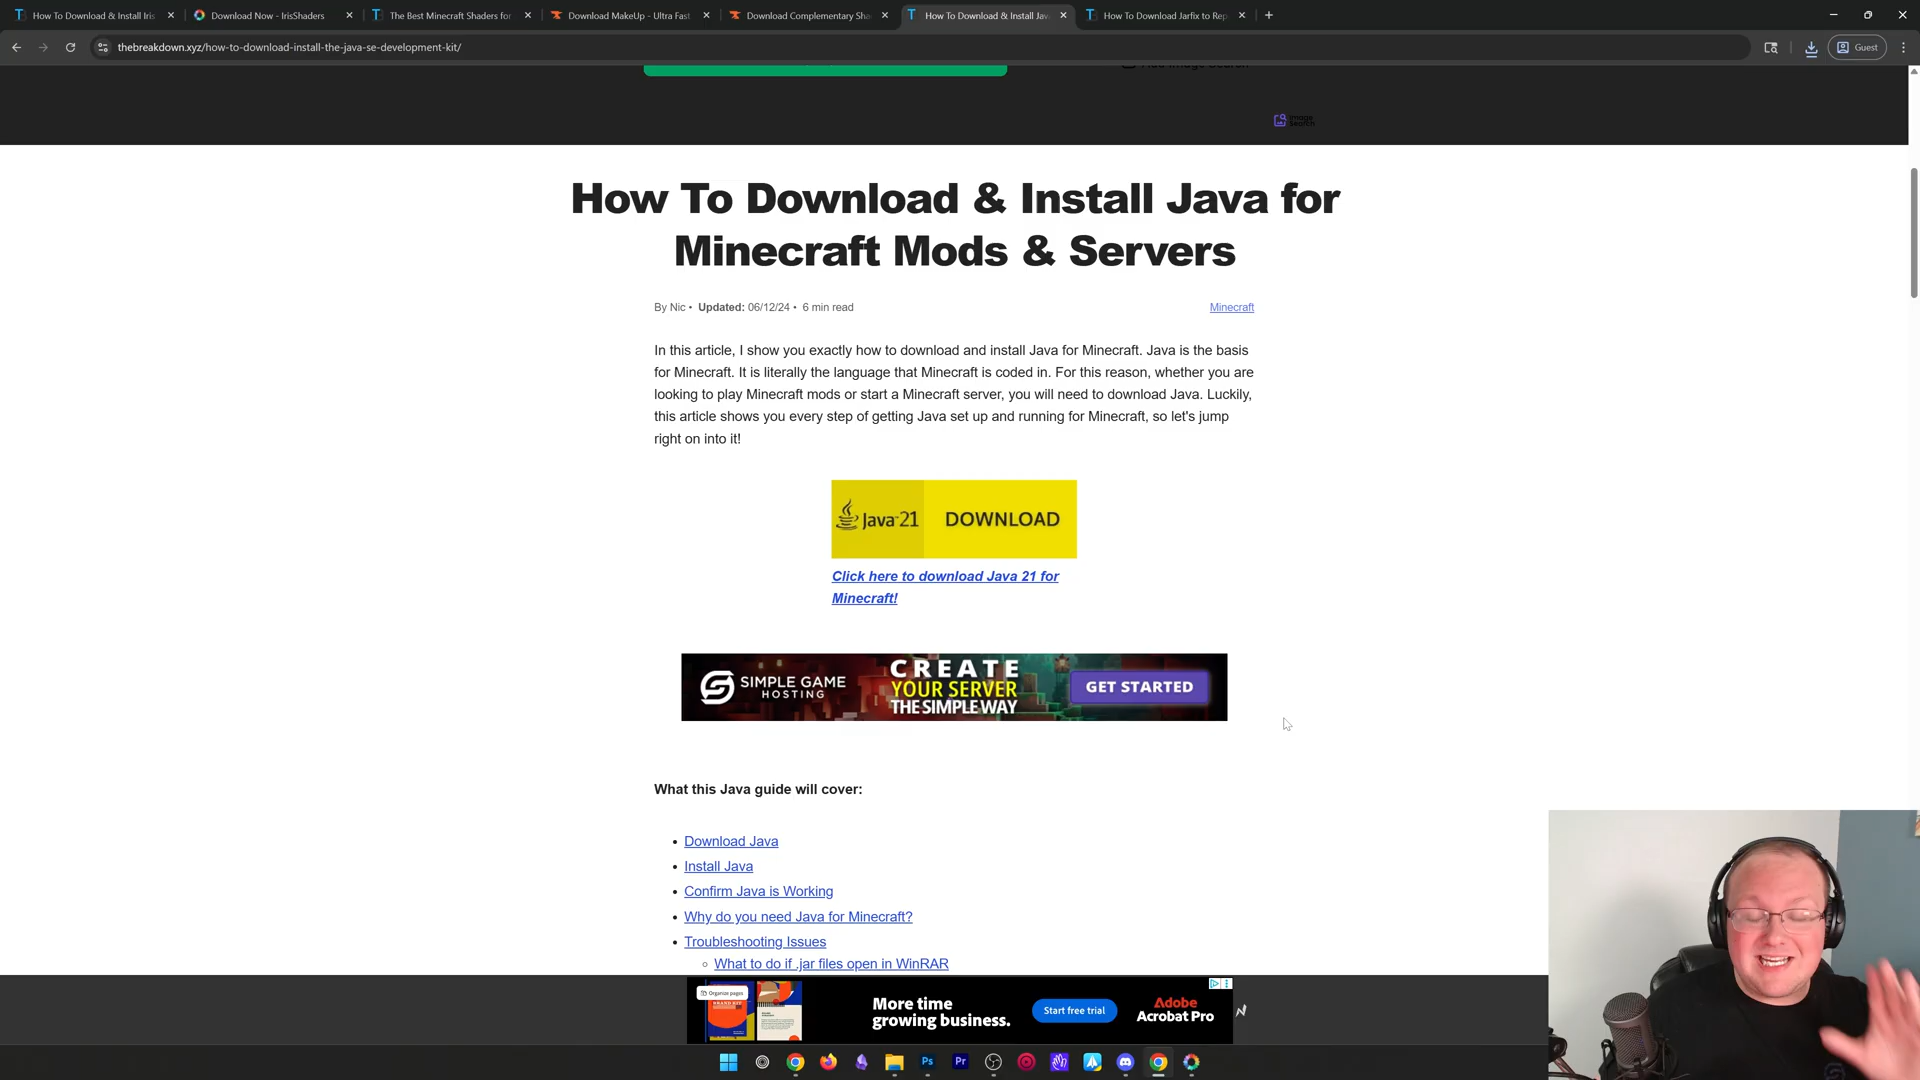 How To Download & Install Iris
Download Now - IrisShaders
The Best Minecraft Shaders for
Download MakeUp - Ultra Fast
Download Complementary Sha
How To Download & Install Jav
How To Download Jarfix to Rep
thebreakdown.xyz/how-to-download-install-the-java-se-development-kit/
Guest
Image Search
How To Download & Install Java for
Minecraft Mods & Servers
By Nic • Updated: 06/12/24 • 6 min read
Minecraft
In this article, I show you exactly how to download and install Java for Minecraft. Java is the basis
for Minecraft. It is literally the language that Minecraft is coded in. For this reason, whether you are
looking to play Minecraft mods or start a Minecraft server, you will need to download Java. Luckily,
this article shows you every step of getting Java set up and running for Minecraft, so let's jump
right on into it!
Java 21 DOWNLOAD
Click here to download Java 21 for
Minecraft!
SIMPLE GAME
HOSTING
CREATE
YOUR SERVER
THE SIMPLE WAY
GET STARTED
What this Java guide will cover:
• Download Java
• Install Java
• Confirm Java is Working
• Why do you need Java for Minecraft?
• Troubleshooting Issues
◦ What to do if .jar files open in WinRAR
Organize pages
More time
growing business.
Start free trial
Adobe
Acrobat Pro
Ps
Pr